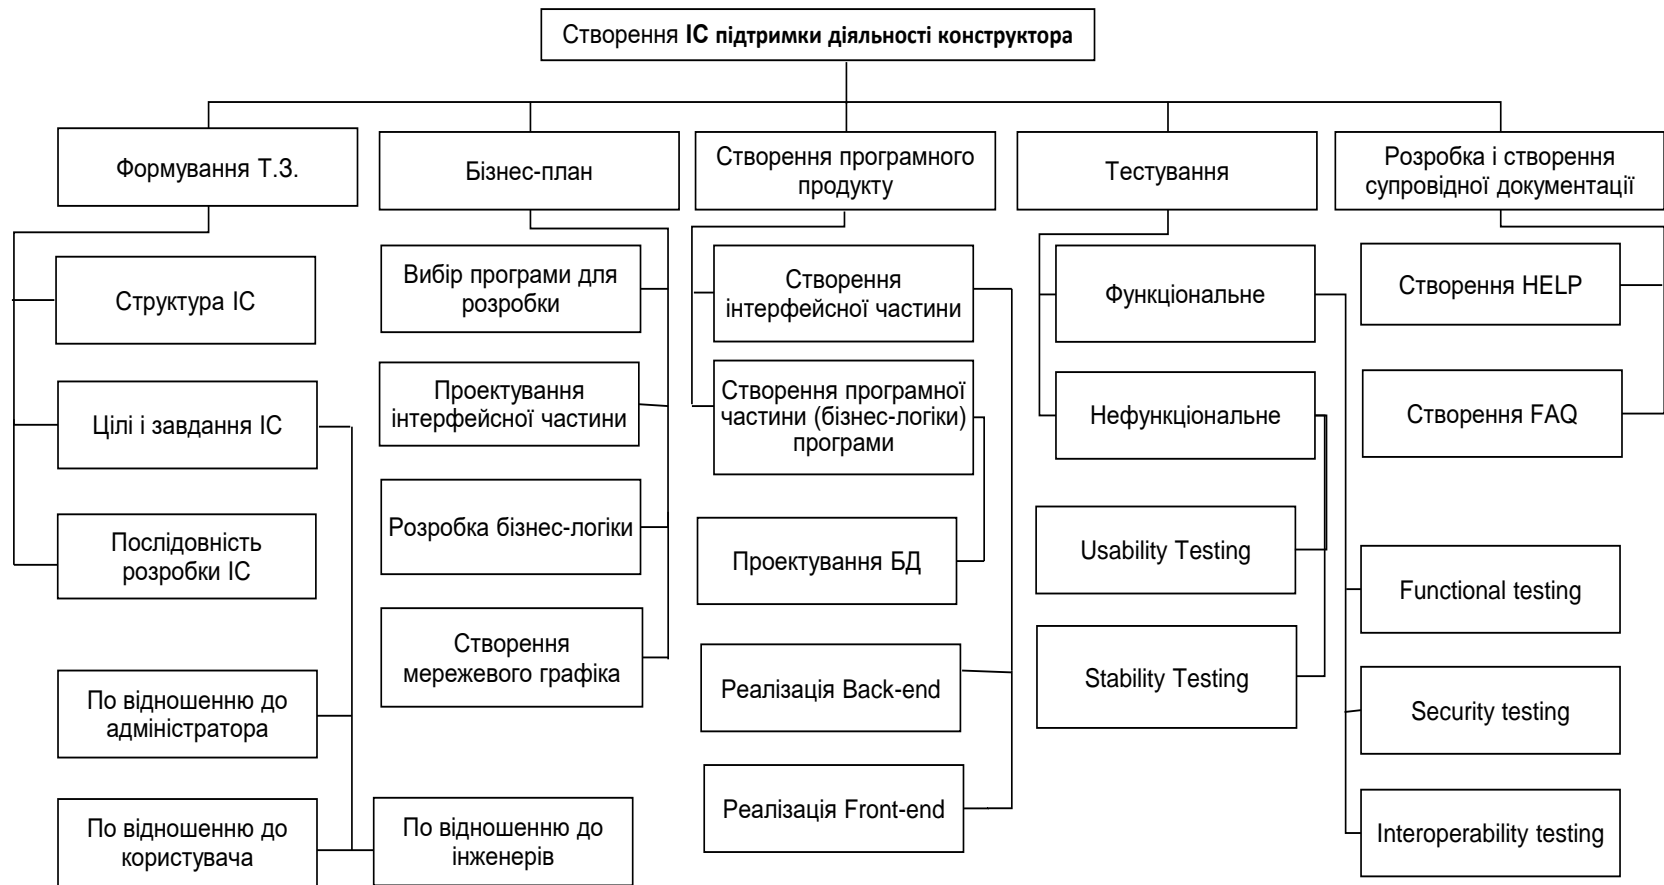 Створення ІС підтримки діяльності конструктора
Формування Т.З.
Бізнес-план
Створення програмного
продукту
Тестування
Розробка і створення
супровідної документації
Структура ІС
Цілі і завдання ІС
Послідовність
розробки ІС
По відношенню до
адміністратора
По відношенню до
користувача
По відношенню до
інженерів
Вибір програми для
розробки
Проектування
інтерфейсної частини
Розробка бізнес-логіки
Створення
мережевого графіка
Створення
інтерфейсної частини
Створення програмної
частини (бізнес-логіки)
програми
Проектування БД
Реалізація Back-end
Реалізація Front-end
Функціональне
Нефункціональне
Usability Testing
Stability Testing
Створення HELP
Створення FAQ
Functional testing
Security testing
Interoperability testing